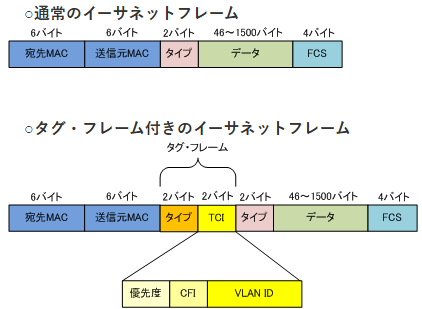 ○通常のイーサネットフレーム
6バイト 6バイト 2バイト 46～1500バイト 4バイト
宛先MAC 送信元MAC タイプ データ FCS
○タグ・フレーム付きのイーサネットフレーム
タグ・フレーム
6バイト 6バイト 2バイト 2バイト 2バイト 46～1500バイト 4バイト
宛先MAC 送信元MAC タイプ TCI タイプ データ FCS
優先度 CFI VLAN ID